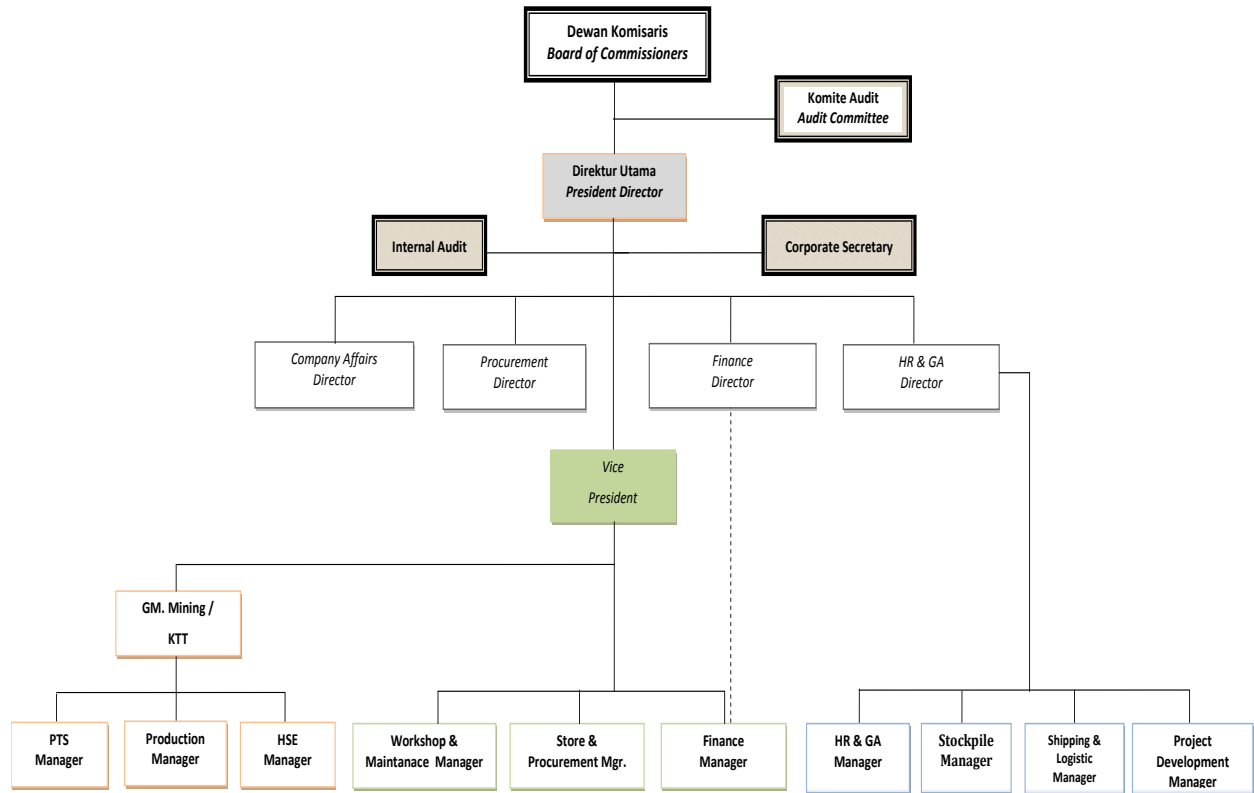 Dewan Komisaris
Board of Commissioners
Komite Audit
Audit Committee
Direktur Utama
President Director
Internal Audit
Corporate Secretary
Company Affairs
Director
Procurement
Director
Finance
Director
HR & GA
Director
Vice
President
GM. Mining /
KTT
PTS
Manager
Production
Manager
HSE
Manager
Workshop &
Maintanace Manager
Store &
Procurement Mgr.
Finance
Manager
HR & GA
Manager
Stockpile
Manager
Shipping &
Logistic
Manager
Project
Development
Manager